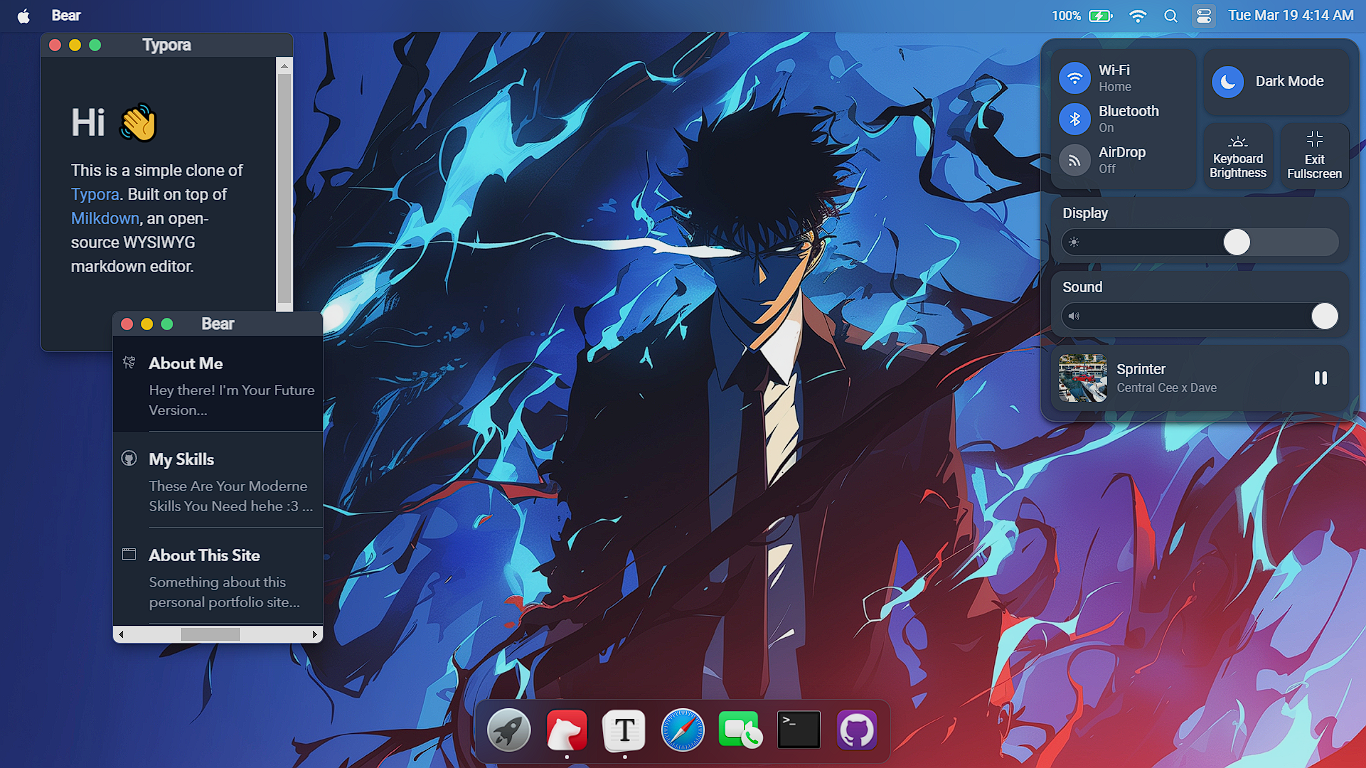 Bear
100%
Tue Mar 19 4:14 AM
Typora
Hi 👋
This is a simple clone of
Typora. Built on top of
Milkdown, an open-
source WYSIWYG
markdown editor.
Bear
About Me
Hey there! I'm Your Future
Version...
My Skills
These Are Your Moderne
Skills You Need hehe :3 ...
About This Site
Something about this
personal portfolio site...
Wi-Fi
Home
Bluetooth
On
AirDrop
Off
Dark Mode
Keyboard
Brightness
Exit
Fullscreen
Display
Sound
Sprinter
Central Cee x Dave
T
>_